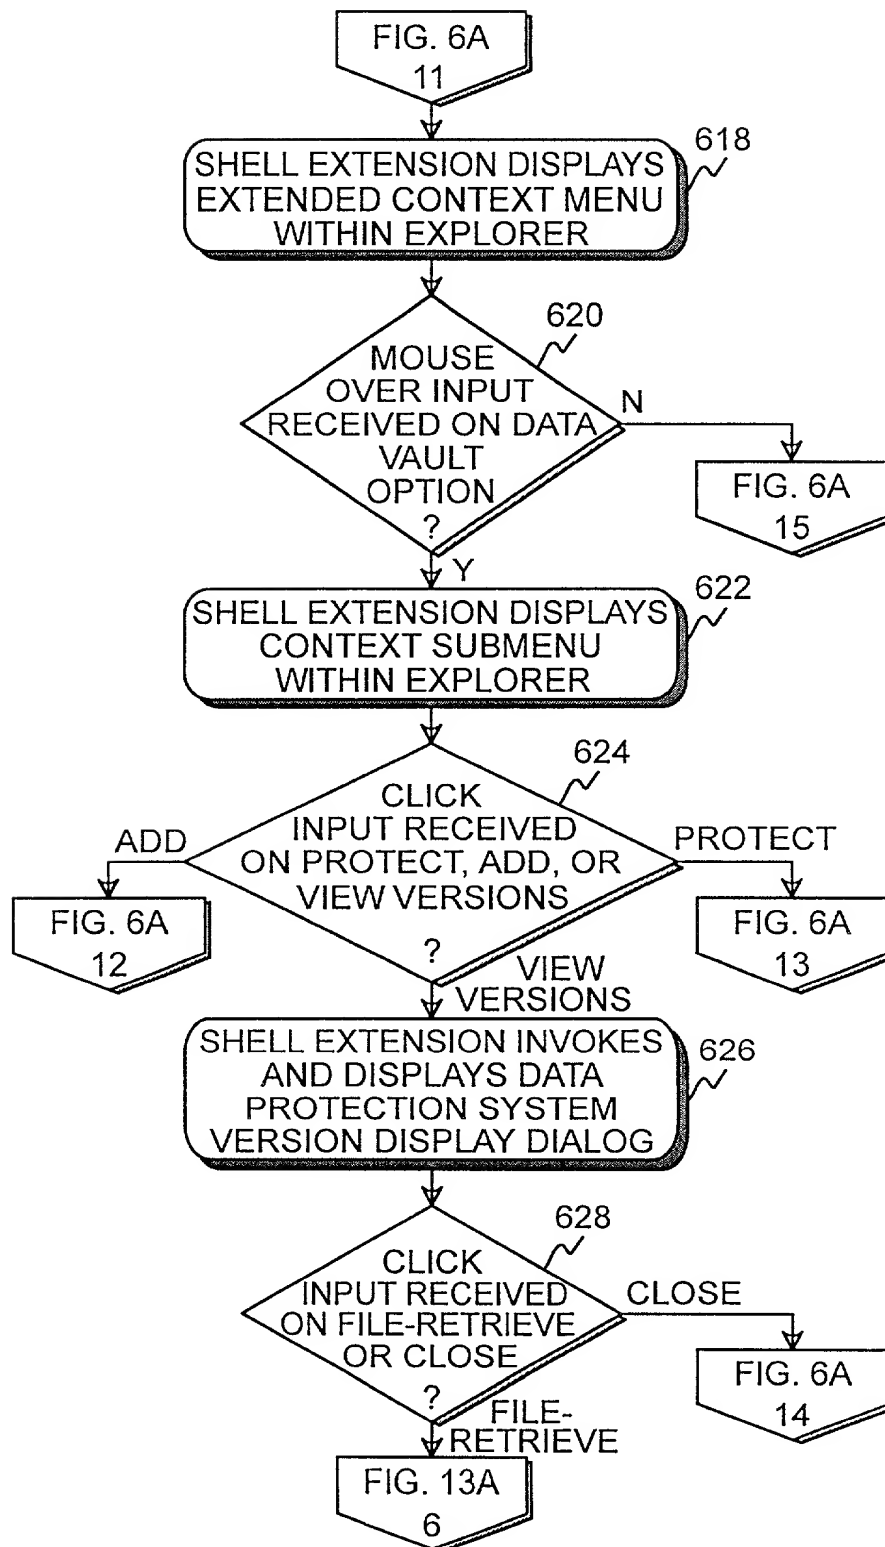 FIG. 6A
11
618
SHELL EXTENSION DISPLAYS
EXTENDED CONTEXT MENU
WITHIN EXPLORER
620
MOUSE
OVER INPUT
RECEIVED ON DATA
VAULT
OPTION
?
N
FIG. 6A
15
Y
622
SHELL EXTENSION DISPLAYS
CONTEXT SUBMENU
WITHIN EXPLORER
624
CLICK
INPUT RECEIVED
ON PROTECT, ADD, OR
VIEW VERSIONS
?
ADD
FIG. 6A
12
PROTECT
FIG. 6A
13
VIEW
VERSIONS
626
SHELL EXTENSION INVOKES
AND DISPLAYS DATA
PROTECTION SYSTEM
VERSION DISPLAY DIALOG
628
CLICK
INPUT RECEIVED
ON FILE-RETRIEVE
OR CLOSE
?
CLOSE
FIG. 6A
14
FILE-
RETRIEVE
FIG. 13A
6